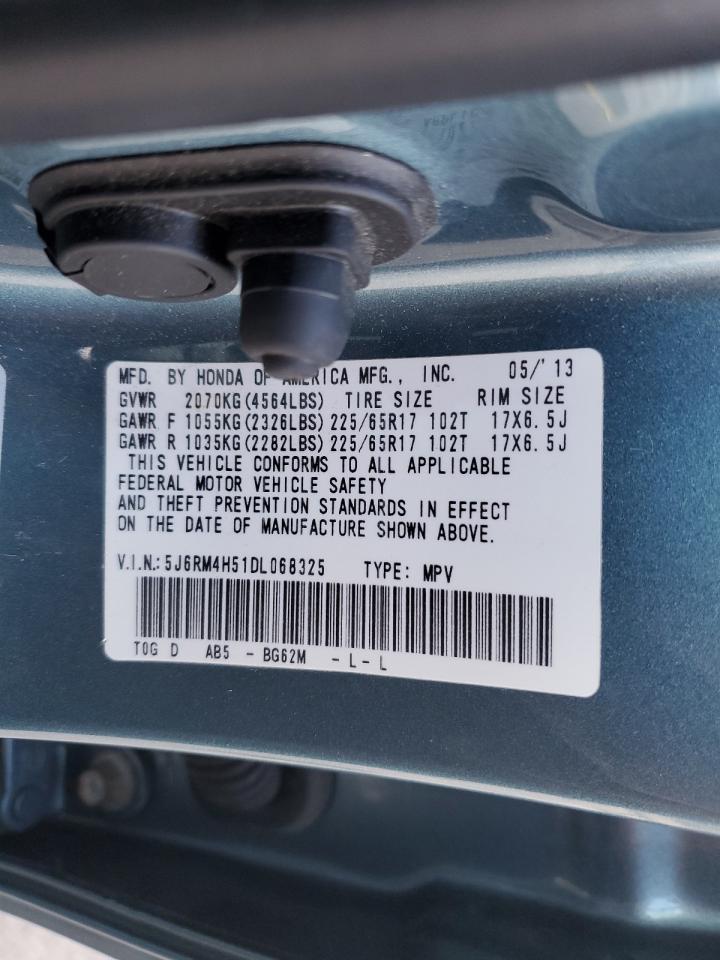 MFD. BY HONDA OF AMERICA MFG., INC. 05/'13
GVWR 2070KG(4564LBS) TIRE SIZE RIM SIZE
GAWR F 1055KG(2326LBS) 225/65R17 102T 17X6.5J
GAWR R 1035KG(2282LBS) 225/65R17 102T 17X6.5J
THIS VEHICLE CONFORMS TO ALL APPLICABLE
FEDERAL MOTOR VEHICLE SAFETY
AND THEFT PREVENTION STANDARDS IN EFFECT
ON THE DATE OF MANUFACTURE SHOWN ABOVE.
V.I.N.: 5J6RM4H51DL068325 TYPE: MPV
T0G D AB5 - BG62M - L - L